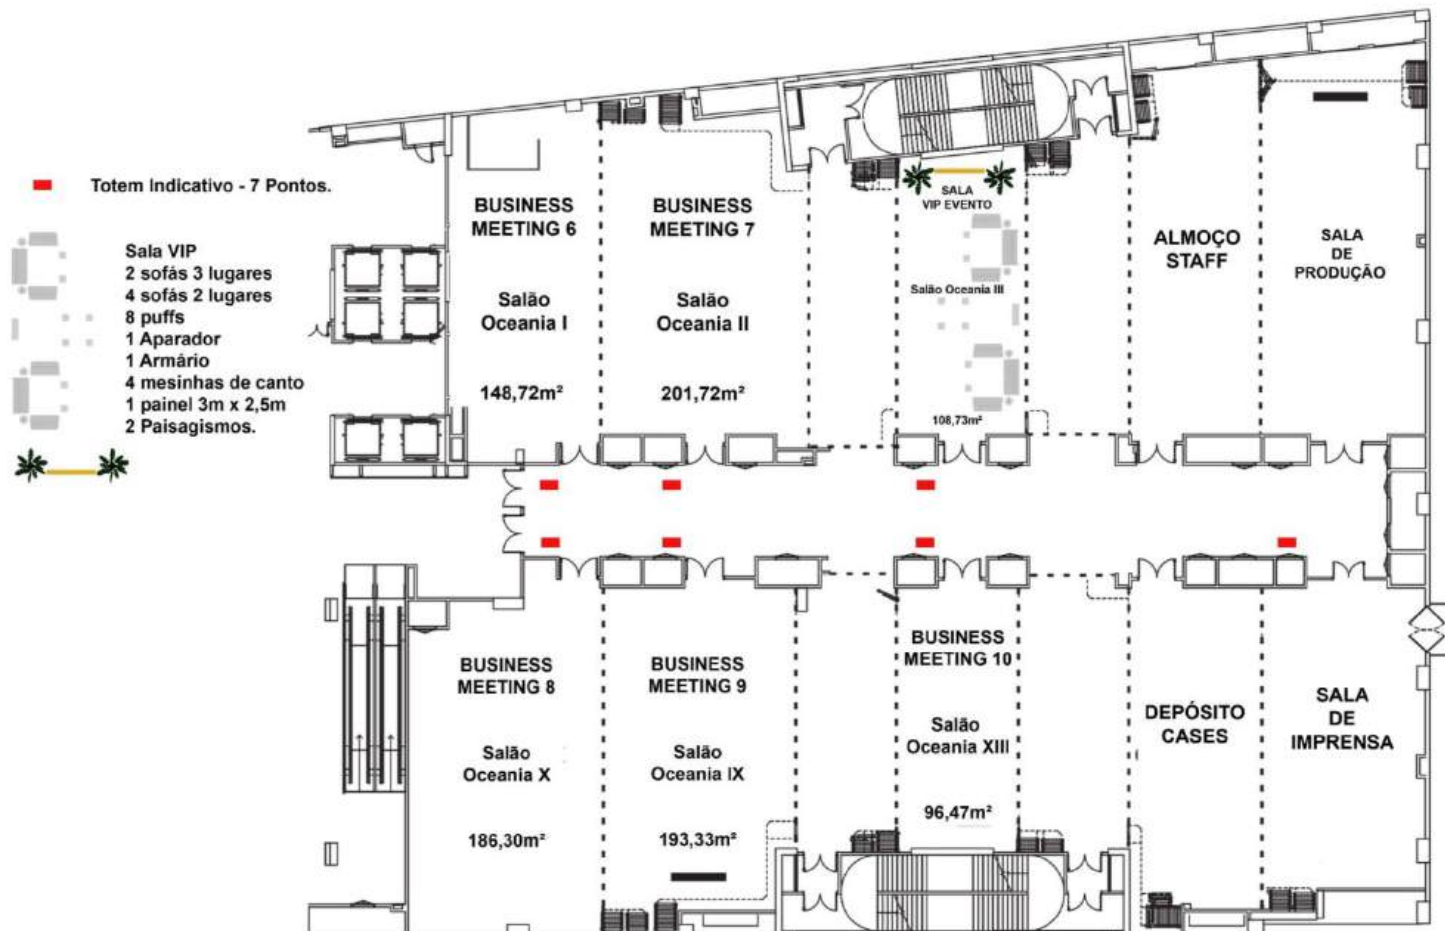 Totem Indicativo - 7 Pontos.
Sala VIP
2 sofás 3 lugares
4 sofás 2 lugares
8 puffs
1 Aparador
1 Armário
4 mesinhas de canto
1 painel 3m x 2,5m
2 Paisagismos.
BUSINESS
MEETING 6
Salão
Oceania I
148,72m²
BUSINESS
MEETING 7
Salão
Oceania II
201,72m²
SALA
VIP EVENTO
Salão Oceania III
108,73m²
ALMOÇO
STAFF
SALA
DE
PRODUÇÃO
BUSINESS
MEETING 8
Salão
Oceania X
186,30m²
BUSINESS
MEETING 9
Salão
Oceania IX
193,33m²
BUSINESS
MEETING 10
Salão
Oceania XIII
96,47m²
DEPÓSITO
CASES
SALA
DE
IMPRENSA